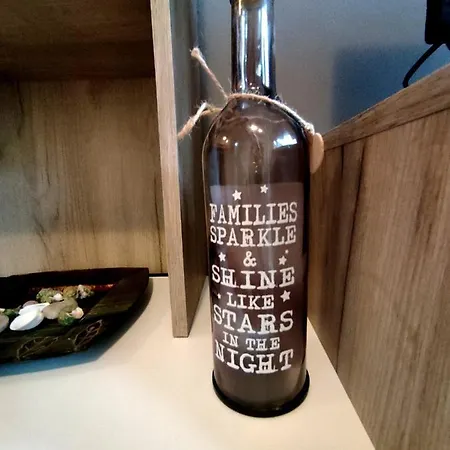 FAMILIES
SPARKLE
&
SHINE
LIKE
STARS
IN THE
NIGHT